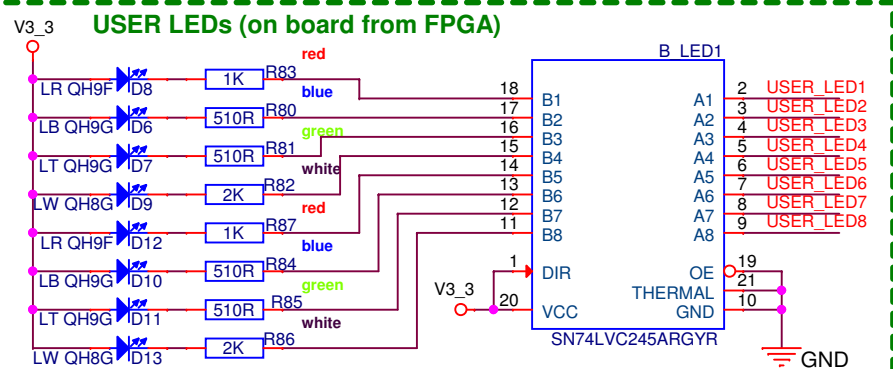 USER LEDs (on board from FPGA)
V3_3
red
B_LED1
LR QH9F D8 1K R83
blue
18 B1 A1 2 USER_LED1
LB QH9G D6 510R R80
17 B2 A2 3 USER_LED2
green
16 B3 A3 4 USER_LED3
LT QH9G D7 510R R81
15 B4 A4 5 USER_LED4
white
14 B5 A5 6 USER_LED5
LW QH8G D9 2K R82
13 B6 A6 7 USER_LED6
red
12 B7 A7 8 USER_LED7
LR QH9F D12 1K R87
11 B8 A8 9 USER_LED8
blue
LB QH9G D10 510R R84
1 DIR OE 19
green
V3_3
THERMAL 21
LT QH9G D11 510R R85
20 VCC GND 10
white
SN74LVC245ARGYR
LW QH8G D13 2K R86
GND